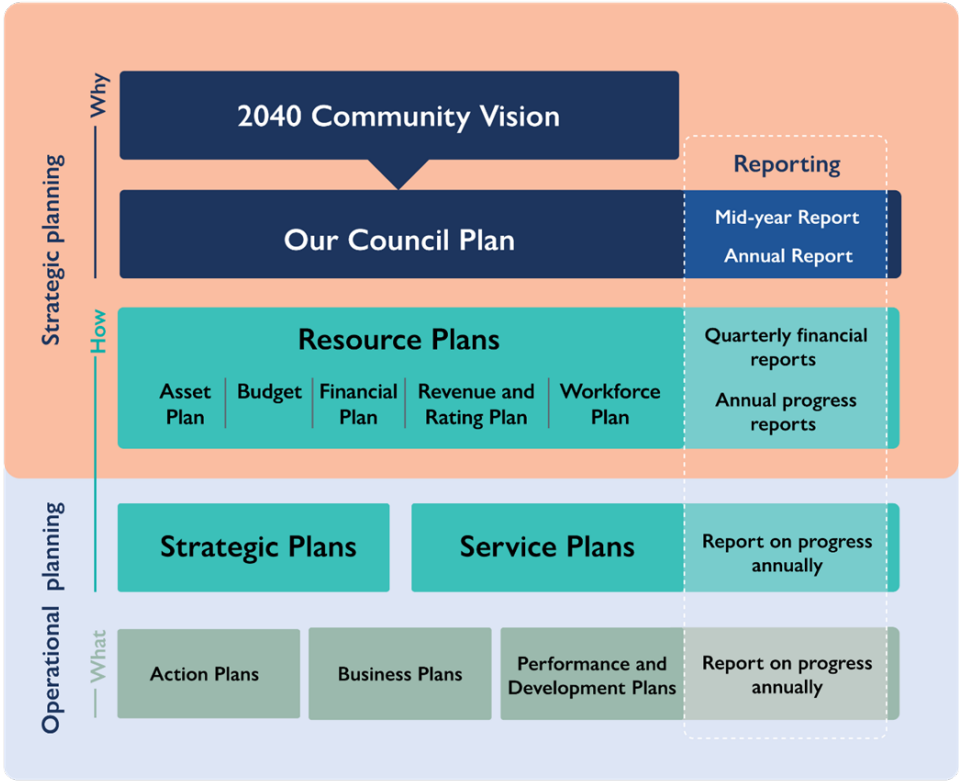 Strategic planning
Why
2040 Community Vision
Reporting
Our Council Plan
Mid-year Report
Annual Report
How
Resource Plans
Asset
Plan
Budget
Financial
Plan
Revenue and
Rating Plan
Workforce
Plan
Quarterly financial
reports
Annual progress
reports
Operational planning
Strategic Plans
Service Plans
Report on progress
annually
What
Action Plans
Business Plans
Performance and
Development Plans
Report on progress
annually